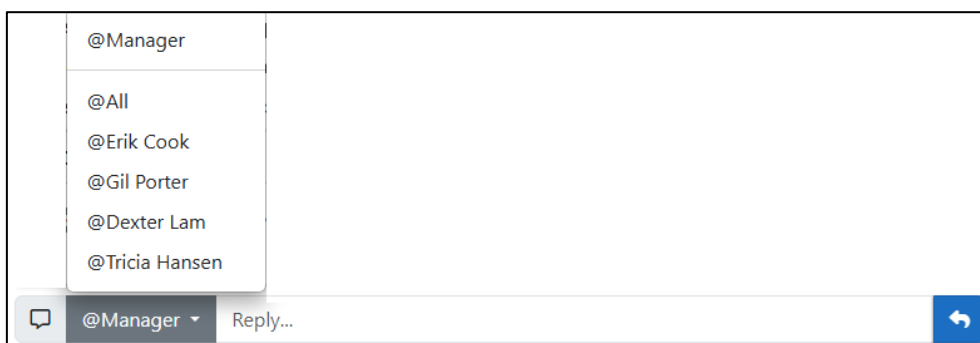 @Manager
@All
@Erik Cook
@Gil Porter
@Dexter Lam
@Tricia Hansen
@Manager Reply...